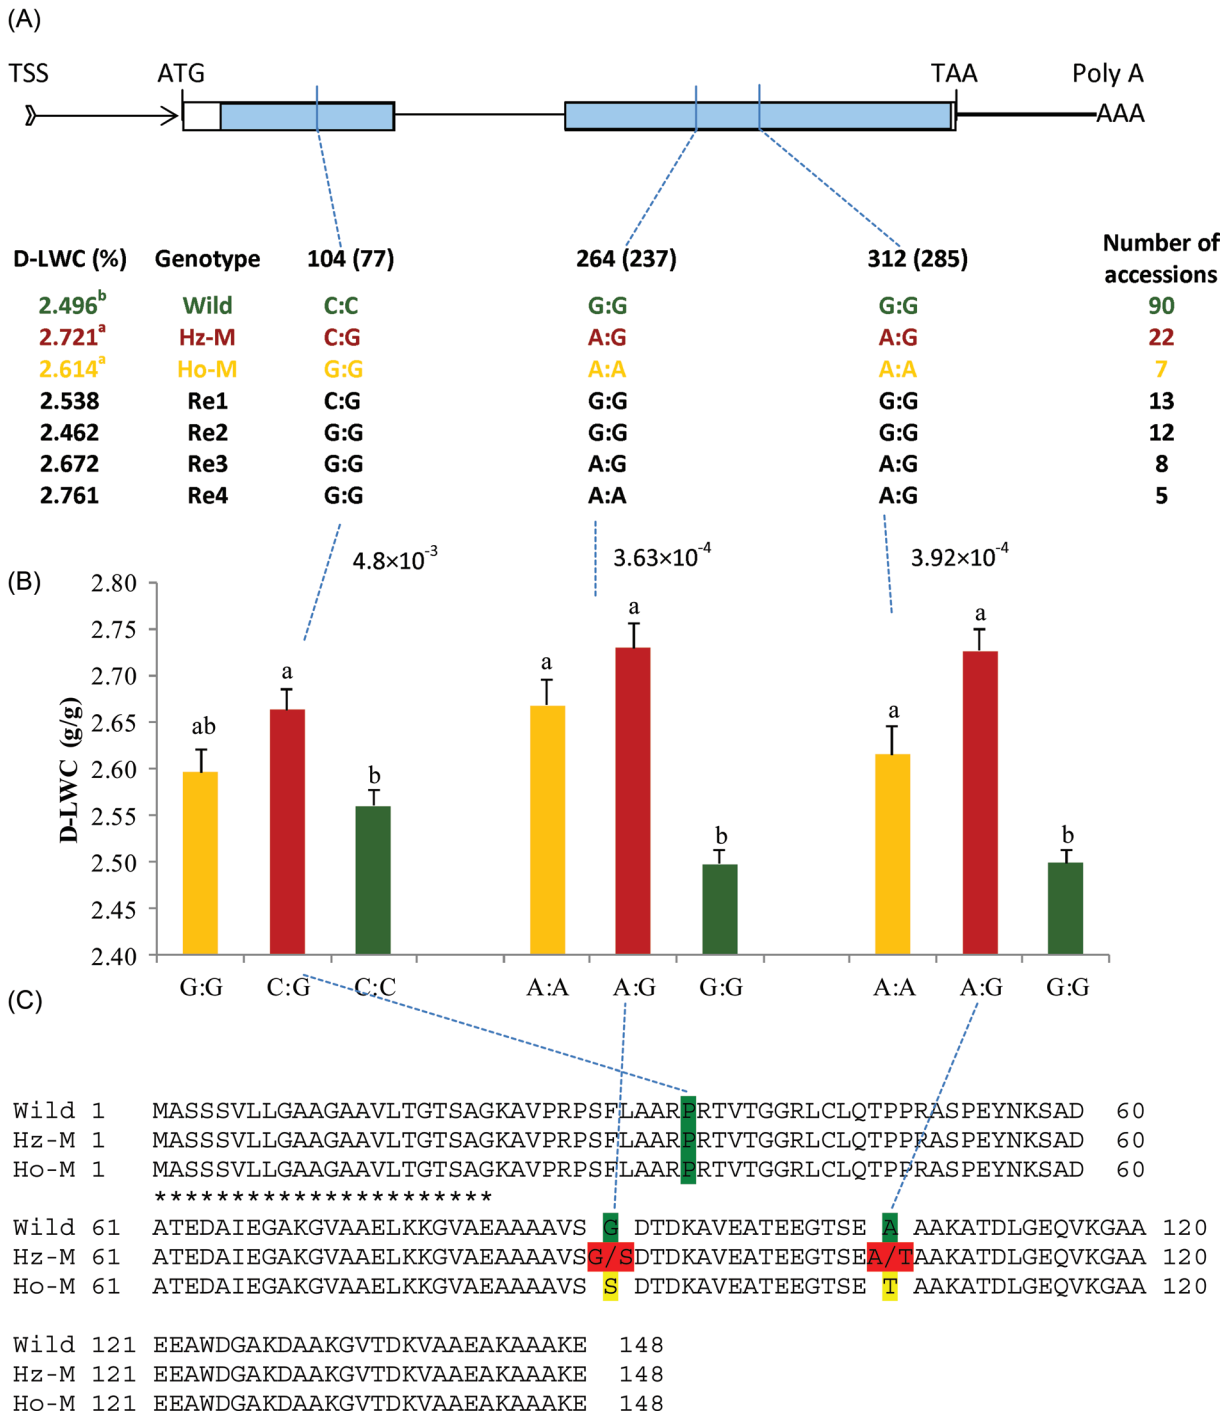 (A)
TSS ATG TAA Poly A
AAA
D-LWC (%) Genotype 104 (77) 264 (237) 312 (285) Number of accessions
2.496ᵇ Wild C:C G:G G:G 90
2.721ᵃ Hz-M C:G A:G A:G 22
2.614ᵃ Ho-M G:G A:A A:A 7
2.538 Re1 C:G G:G G:G 13
2.462 Re2 G:G G:G G:G 12
2.672 Re3 G:G A:G A:G 8
2.761 Re4 G:G A:A A:G 5
4.8×10⁻³ 3.63×10⁻⁴ 3.92×10⁻⁴
(B)
D-LWC (g/g)
2.80
2.75
2.70
2.65
2.60
2.55
2.50
2.45
2.40
ab a b a a b a a b
G:G C:G C:C A:A A:G G:G A:A A:G G:G
(C)
Wild 1 MASSSVLLGAAGAAVLTGTSAGKAVPRPSFLAARPRTVTGGRLCLQTPPRASPEYNKSAD 60
Hz-M 1 MASSSVLLGAAGAAVLTGTSAGKAVPRPSFLAARPRTVTGGRLCLQTPPRASPEYNKSAD 60
Ho-M 1 MASSSVLLGAAGAAVLTGTSAGKAVPRPSFLAARPRTVTGGRLCLQTPPRASPEYNKSAD 60
**********************
Wild 61 ATEDAIEGAKGVAAELKKGVAEAAAAVS G DTDKAVEATEEGTSE A AAKATDLGEQVKGAA 120
Hz-M 61 ATEDAIEGAKGVAAELKKGVAEAAAAVSG/SDTDKAVEATEEGTSEA/TAAKATDLGEQVKGAA 120
Ho-M 61 ATEDAIEGAKGVAAELKKGVAEAAAAVS S DTDKAVEATEEGTSE T AAKATDLGEQVKGAA 120
Wild 121 EEAWDGAKDAAKGVTDKVAAEAKAAAKE 148
Hz-M 121 EEAWDGAKDAAKGVTDKVAAEAKAAAKE 148
Ho-M 121 EEAWDGAKDAAKGVTDKVAAEAKAAAKE 148